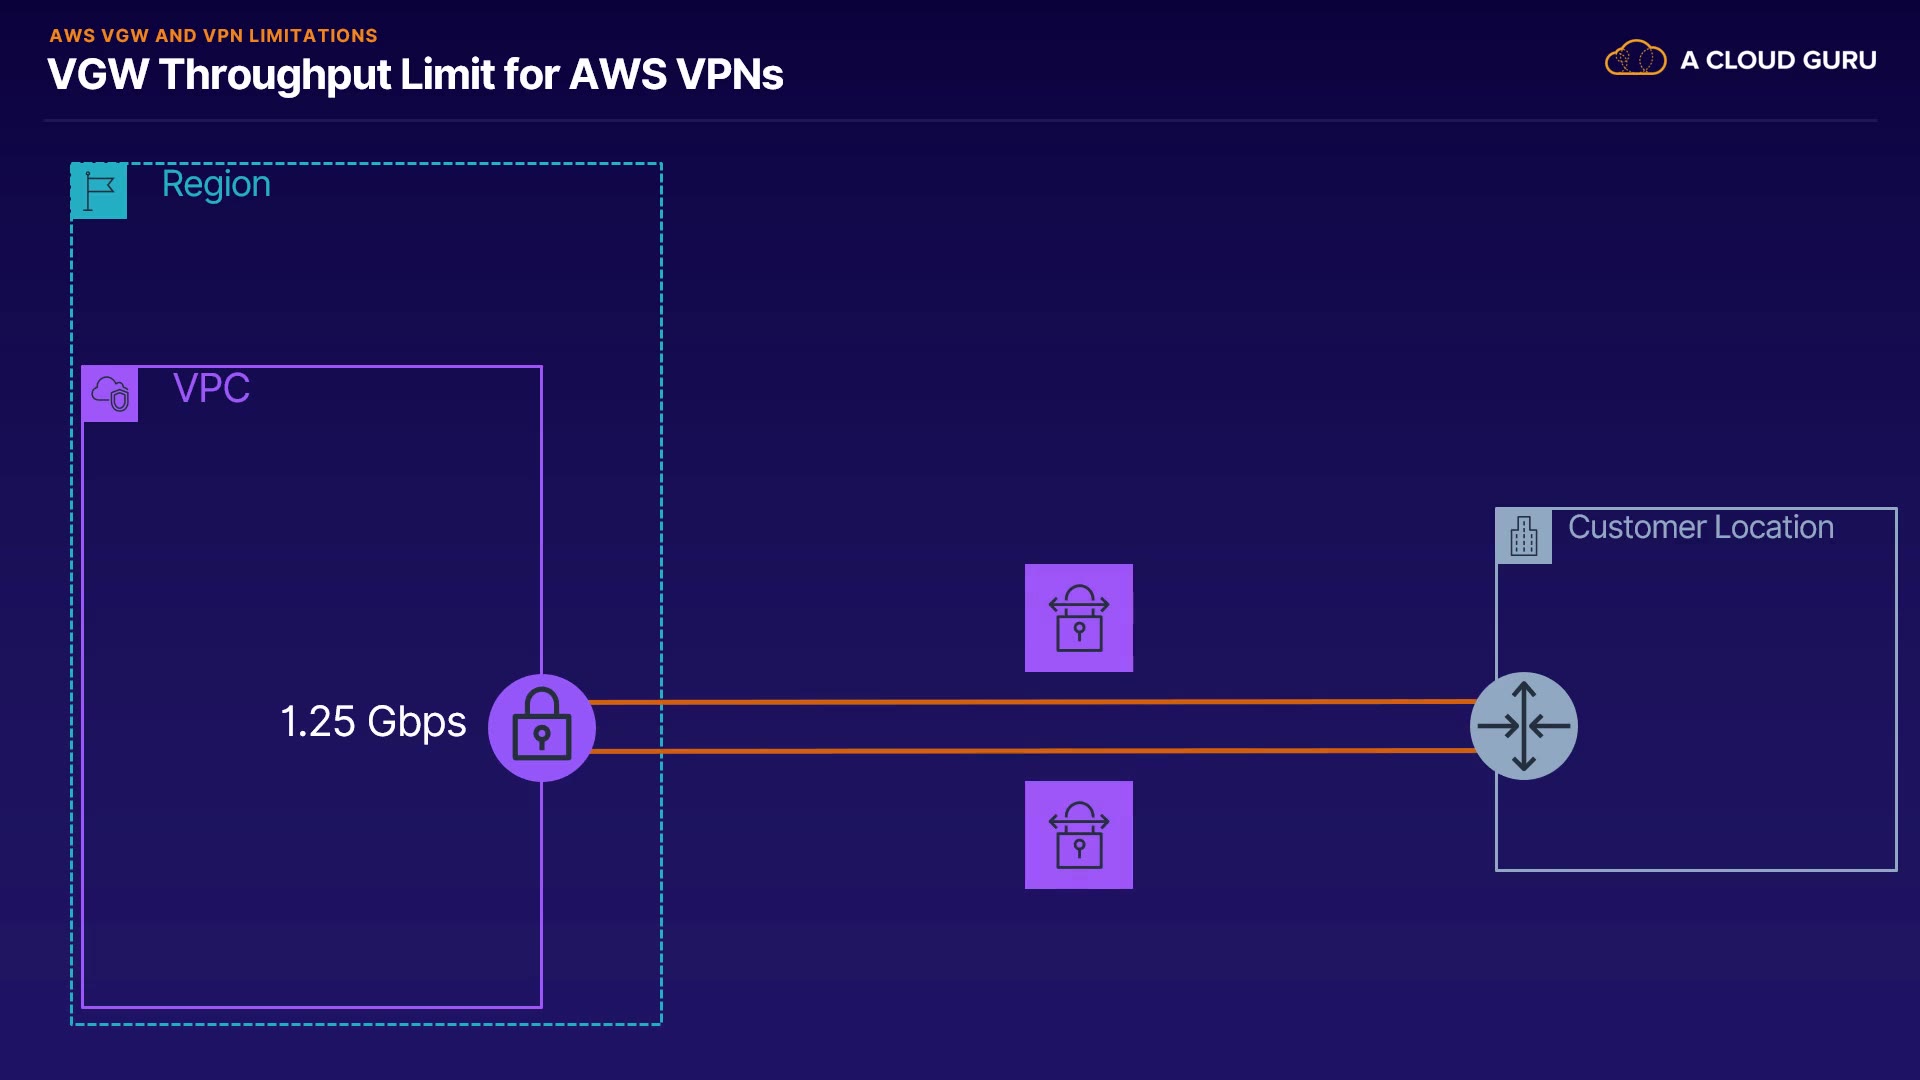 AWS VGW AND VPN LIMITATIONS
VGW Throughput Limit for AWS VPNs
A CLOUD GURU
Region
VPC
Customer Location
1.25 Gbps